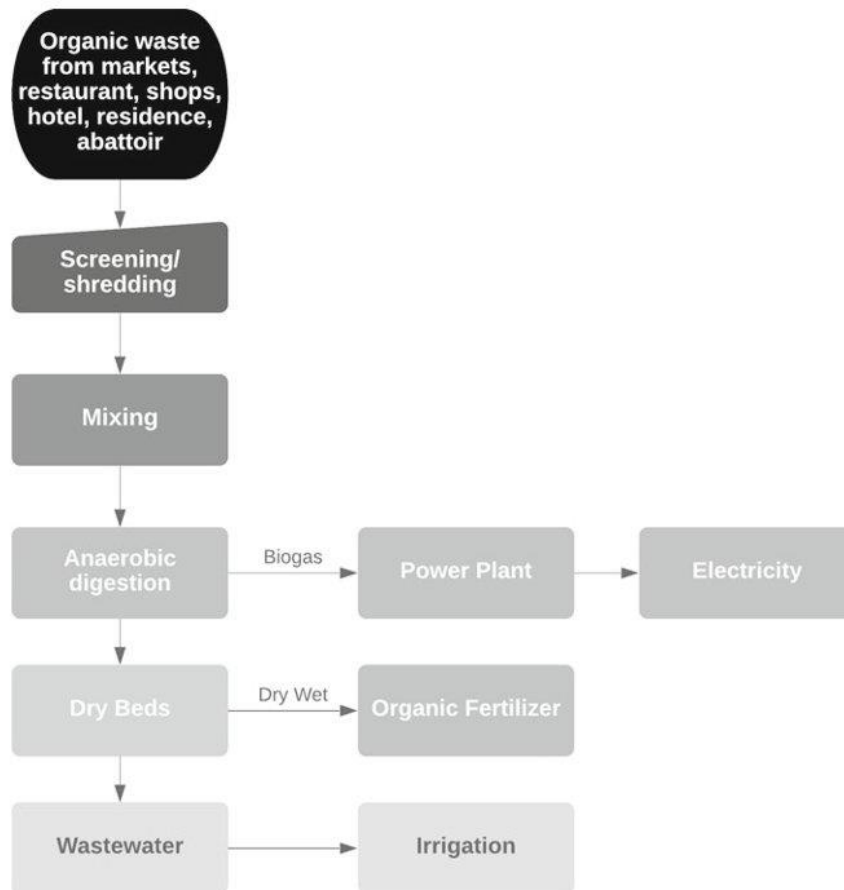 Organic waste
from markets,
restaurant, shops,
hotel, residence,
abattoir
Screening/
shredding
Mixing
Anaerobic
digestion
Biogas
Power Plant
Electricity
Dry Beds
Dry Wet
Organic Fertilizer
Wastewater
Irrigation